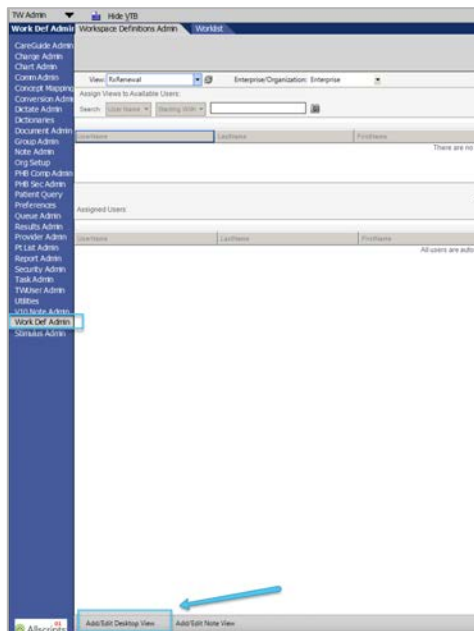 TW Admin Hide VTB
Work Def Admin Workspace Definitions Admin Worklist
CareGuide Admin
Charge Admin
Chart Admin
Comm Admin
Concept Mapping
Conversion Admin
Dictate Admin
Dictionaries
Document Admin
Group Admin
Note Admin
Org Setup
PHB Comp Admin
PHB Sec Admin
Patient Query
Preferences
Queue Admin
Results Admin
Provider Admin
Pt List Admin
Report Admin
Security Admin
Task Admin
TWUser Admin
Utilities
V10 Note Admin
Work Def Admin
Stimulus Admin
View: RxRenewal Enterprise/Organization: Enterprise
Assign Views to Available Users:
Search: User Name Starting With
UserName LastName FirstName
There are no
Assigned Users
UserName LastName FirstName
All users are auto
Allscripts
Add/Edit Desktop View Add/Edit Note View